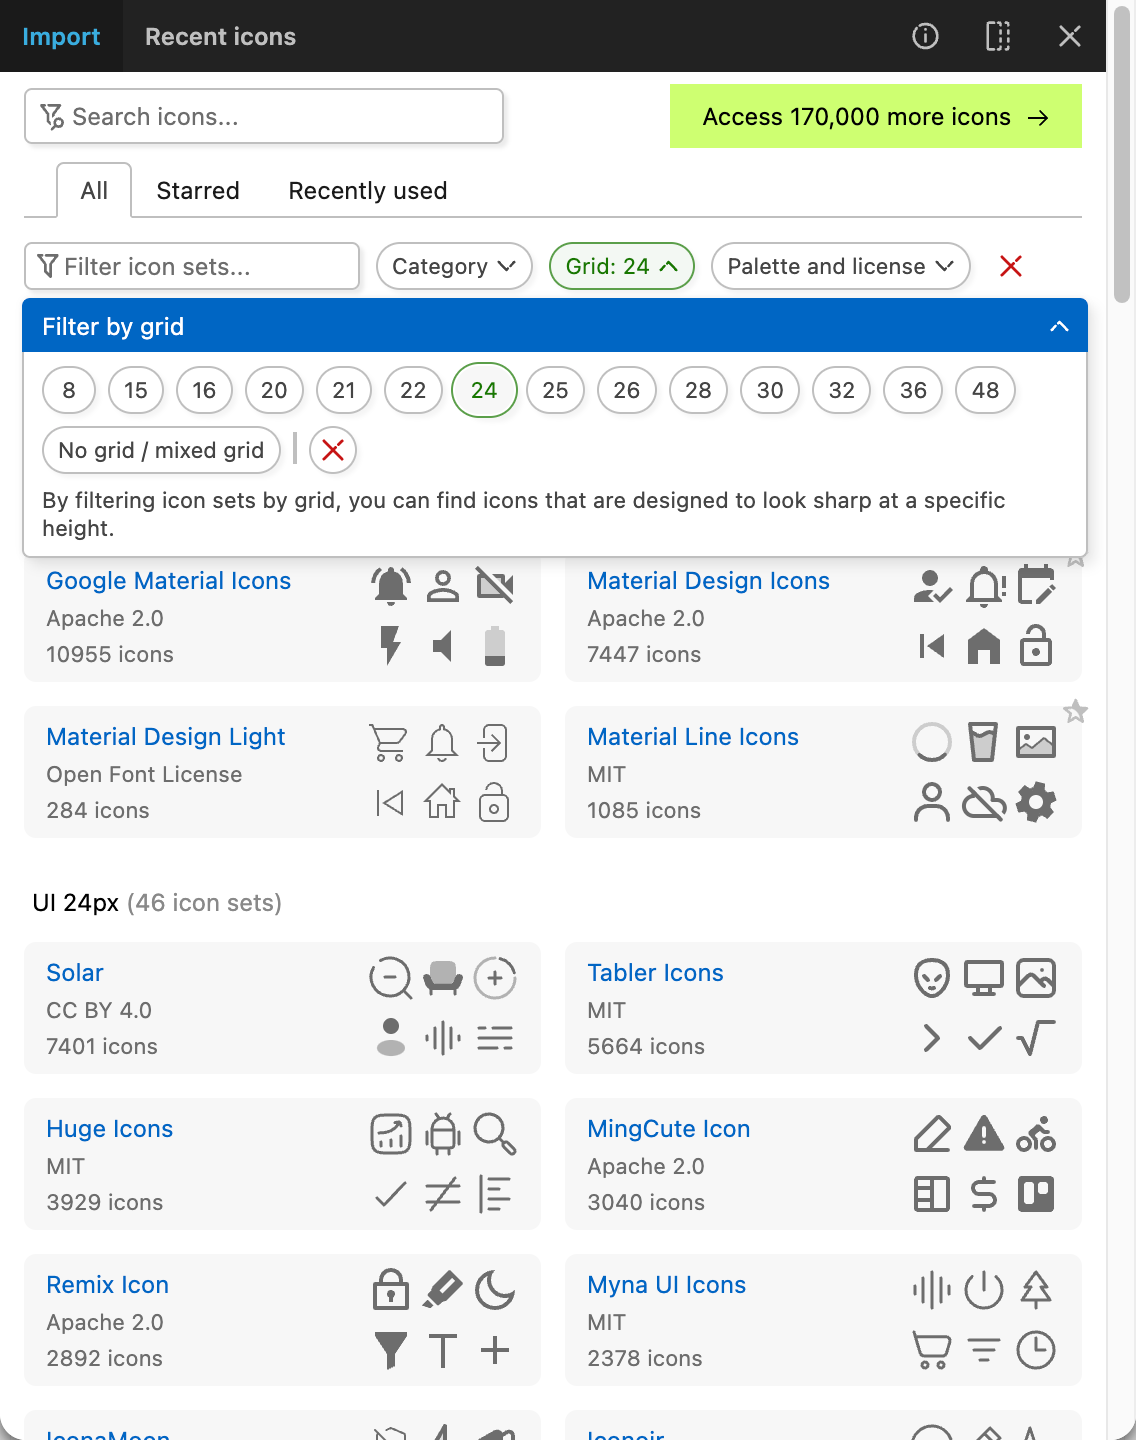 Import
Recent icons
Search icons...
Access 170,000 more icons →
All
Starred
Recently used
Filter icon sets...
Category
Grid: 24
Palette and license
Filter by grid
8 15 16 20 21 22 24 25 26 28 30 32 36 48
No grid / mixed grid
By filtering icon sets by grid, you can find icons that are designed to look sharp at a specific
height.
Google Material Icons
Apache 2.0
10955 icons
Material Design Icons
Apache 2.0
7447 icons
Material Design Light
Open Font License
284 icons
Material Line Icons
MIT
1085 icons
UI 24px (46 icon sets)
Solar
CC BY 4.0
7401 icons
Tabler Icons
MIT
5664 icons
Huge Icons
MIT
3929 icons
MingCute Icon
Apache 2.0
3040 icons
Remix Icon
Apache 2.0
2892 icons
Myna UI Icons
MIT
2378 icons
IconaMoon
Iconoir